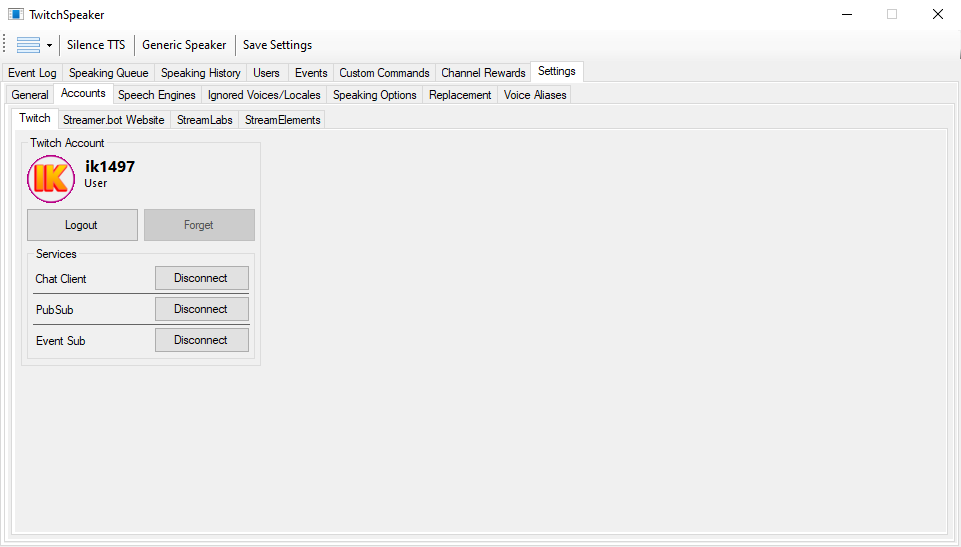 TwitchSpeaker
Silence TTS Generic Speaker Save Settings
Event Log Speaking Queue Speaking History Users Events Custom Commands Channel Rewards Settings
General Accounts Speech Engines Ignored Voices/Locales Speaking Options Replacement Voice Aliases
Twitch Streamer.bot Website StreamLabs StreamElements
Twitch Account
IK
ik1497
User
Logout Forget
Services
Chat Client Disconnect
PubSub Disconnect
Event Sub Disconnect